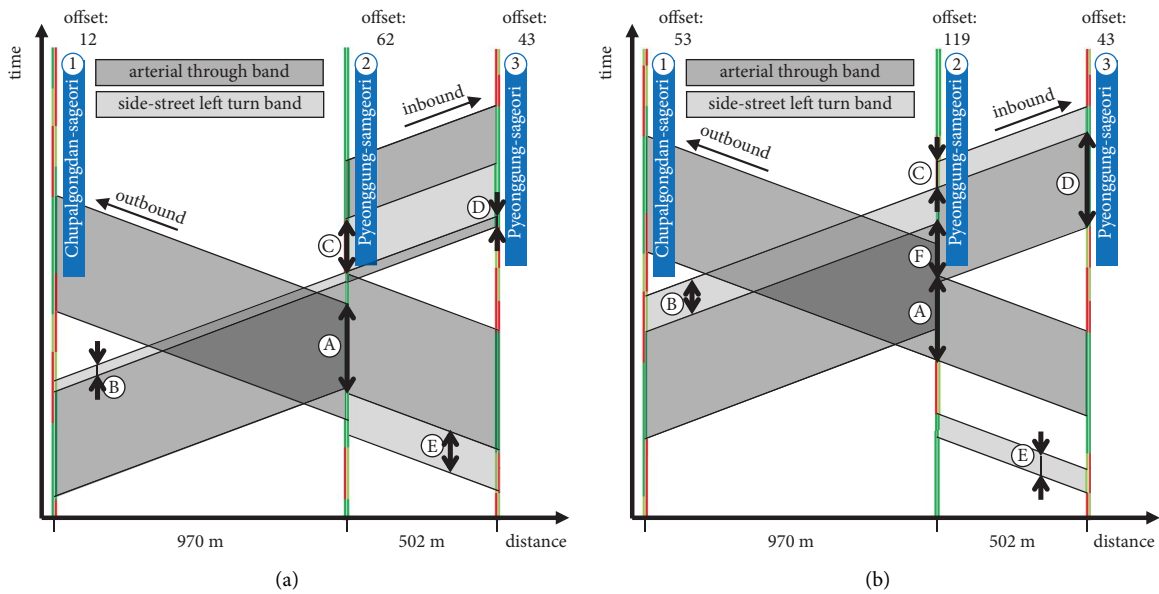 offset:
12
offset:
62
offset:
43
time
1
Chupalgongdan-sageori
arterial through band
side-street left turn band
2
Pyeonggung-samgeori
3
Pyeonggung-sageori
inbound
outbound
A
B
C
D
E
970 m
502 m
distance
(a)
offset:
53
offset:
119
offset:
43
time
1
Chupalgongdan-sageori
arterial through band
side-street left turn band
2
Pyeonggung-samgeori
3
Pyeonggung-sageori
inbound
outbound
C
D
F
B
A
E
970 m
502 m
distance
(b)